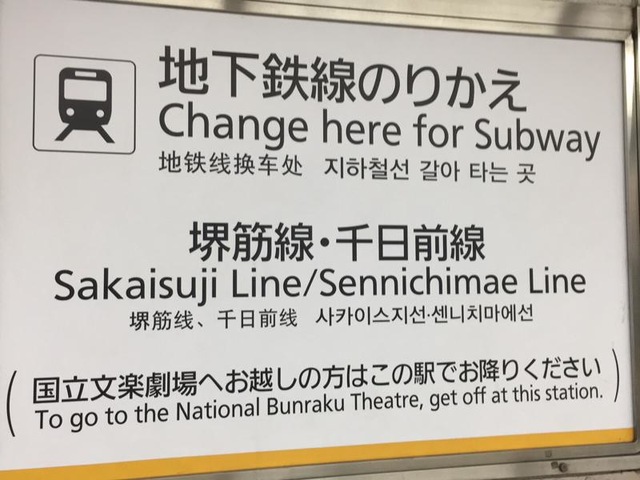 地下鉄線のりかえ
Change here for Subway
地铁线换车处 지하철선 갈아 타는 곳
堺筋線・千日前線
Sakaisuji Line/Sennichimae Line
堺筋线、千日前线 사카이스지선·센니치마에선
(国立文楽劇場へお越しの方はこの駅でお降りください
To go to the National Bunraku Theatre, get off at this station.)